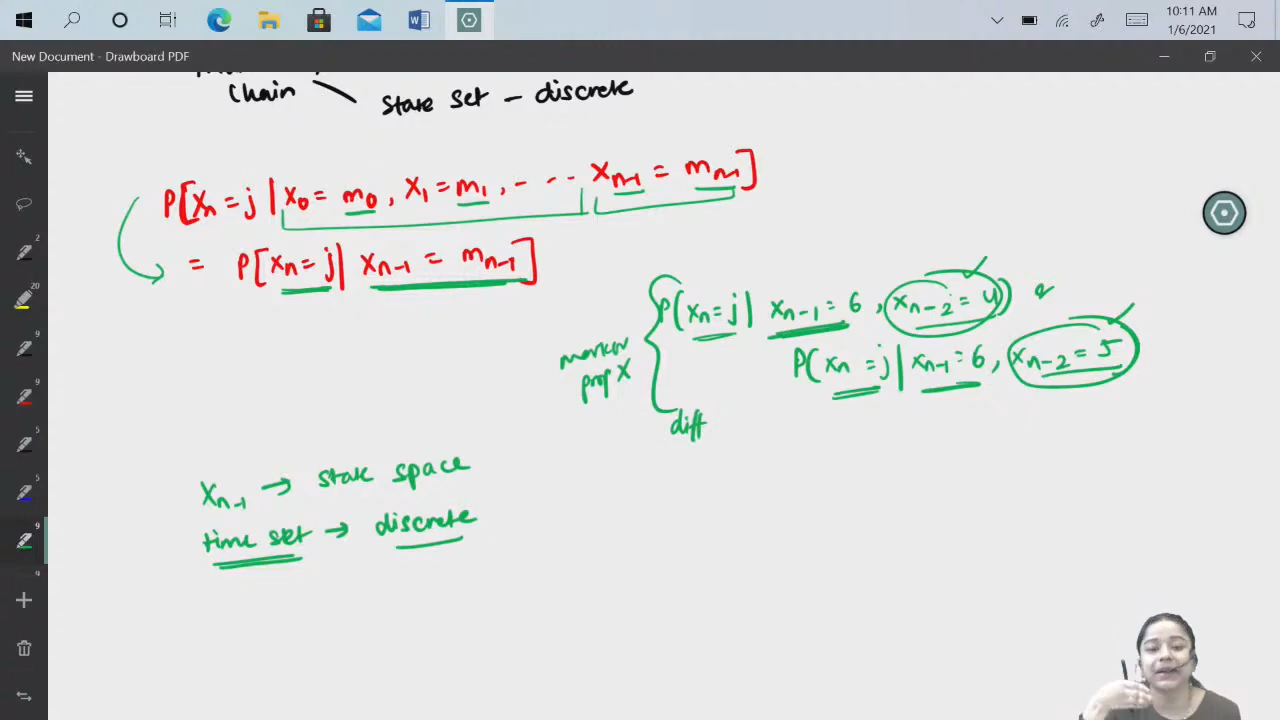 10:11 AM
1/6/2021
New Document - Drawboard PDF
Chain
state set - discrete
P[Xn = j | X0 = m0, X1 = m1, - - - - Xn-1 = mn-1]
= P[Xn = j | Xn-1 = mn-1]
P(Xn = j | Xn-1 = 6, Xn-2 = 4) &
P(Xn = j | Xn-1 = 6, Xn-2 = 5)
markov
prop X
diff
Xn-1 → state space
time set → discrete